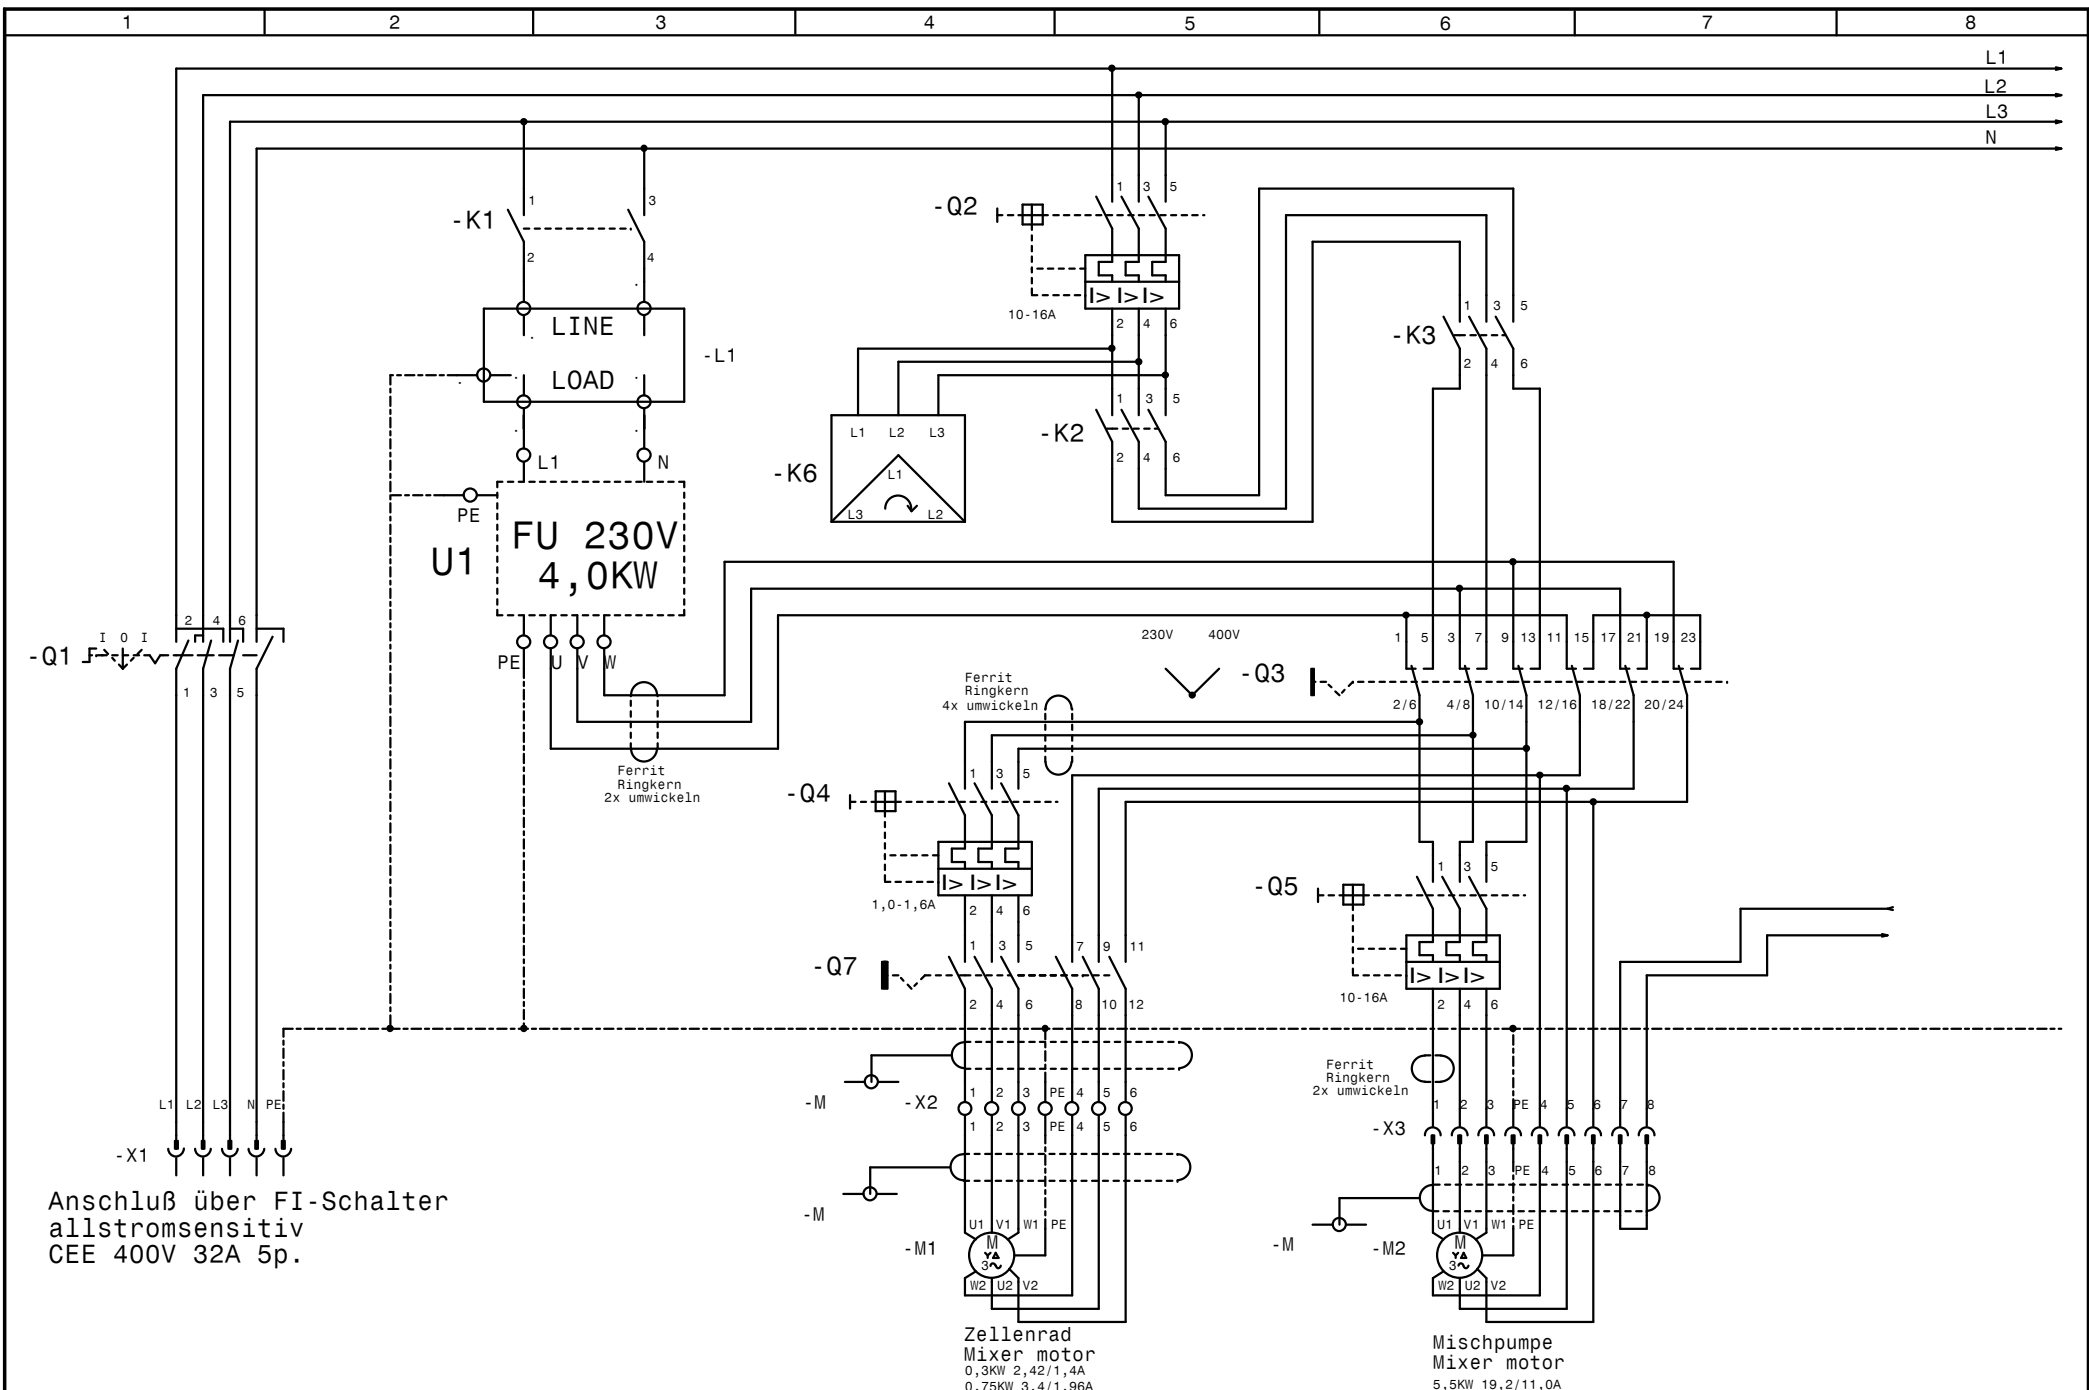 1 2 3 4 5 6 7 8
L1
L2
L3
N
-K1
1 3
2 4
LINE
LOAD
-L1
L1 N
PE
U1
FU 230V
4,0KW
PE U V W
Ferrit
Ringkern
2x umwickeln
-Q1
I 0 I
2 4 6
1 3 5
L1 L2 L3 N PE
-X1
Anschluß über FI-Schalter
allstromsensitiv
CEE 400V 32A 5p.
-Q2
1 3 5
10-16A
I> I> I>
2 4 6
-K6
L1 L2 L3
L1
L3 L2
-K2
1 3 5
2 4 6
-K3
1 3 5
2 4 6
230V 400V
-Q3
1 5 3 7 9 13 11 15 17 21 19 23
2/6 4/8 10/14 12/16 18/22 20/24
Ferrit
Ringkern
4x umwickeln
-Q4
1 3 5
I> I> I>
1,0-1,6A
2 4 6
-Q7
1 3 5 7 9 11
2 4 6 8 10 12
-M
-X2
1 2 3 PE 4 5 6
1 2 3 PE 4 5 6
-M
-M1
U1 V1 W1 PE
M
Y∆
3~
W2 U2 V2
Zellenrad
Mixer motor
0,3KW 2,42/1,4A
0,75KW 3,4/1,96A
-Q5
1 3 5
I> I> I>
10-16A
2 4 6
Ferrit
Ringkern
2x umwickeln
-X3
1 2 3 PE 4 5 6 7 8
1 2 3 PE 4 5 6 7 8
-M
-M2
U1 V1 W1 PE
M
Y∆
3~
W2 U2 V2
Mischpumpe
Mixer motor
5,5KW 19,2/11,0A